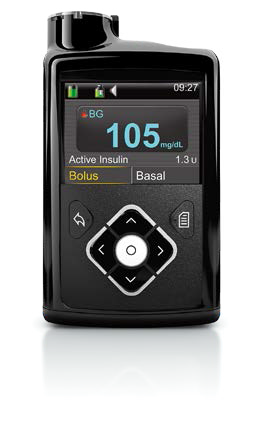 09:27
BG
105 mg/dL
Active Insulin 1.3 U
Bolus Basal